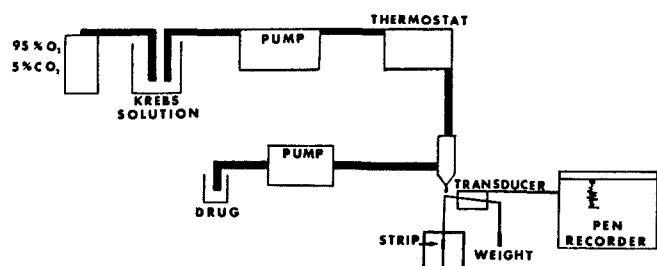 95%O₂
5%CO₂
KREBS
SOLUTION
PUMP
THERMOSTAT
DRUG
PUMP
TRANSDUCER
STRIP
WEIGHT
PEN
RECORDER